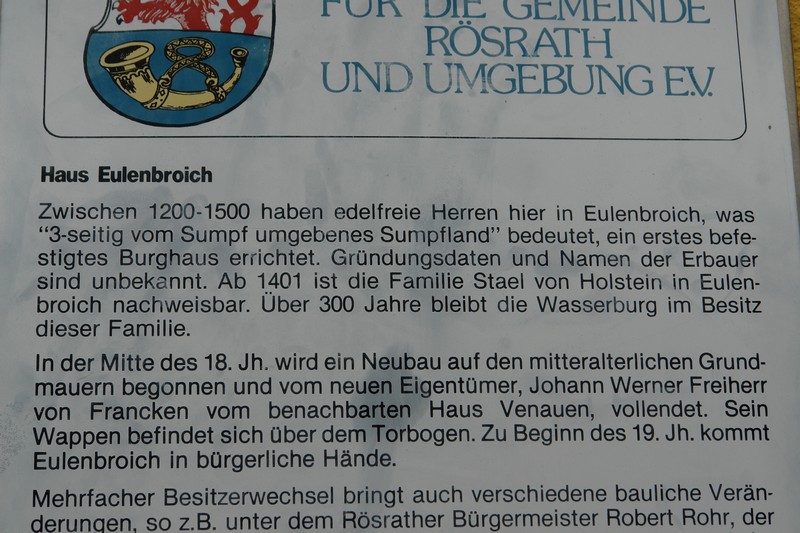 FÜR DIE GEMEINDE
RÖSRATH
UND UMGEBUNG E.V.
Haus Eulenbroich
Zwischen 1200-1500 haben edelfreie Herren hier in Eulenbroich, was
“3-seitig vom Sumpf umgebenes Sumpfland” bedeutet, ein erstes befe-
stigtes Burghaus errichtet. Gründungsdaten und Namen der Erbauer
sind unbekannt. Ab 1401 ist die Familie Stael von Holstein in Eulen-
broich nachweisbar. Über 300 Jahre bleibt die Wasserburg im Besitz
dieser Familie.
In der Mitte des 18. Jh. wird ein Neubau auf den mitteralterlichen Grund-
mauern begonnen und vom neuen Eigentümer, Johann Werner Freiherr
von Francken vom benachbarten Haus Venauen, vollendet. Sein
Wappen befindet sich über dem Torbogen. Zu Beginn des 19. Jh. kommt
Eulenbroich in bürgerliche Hände.
Mehrfacher Besitzerwechsel bringt auch verschiedene bauliche Verän-
derungen, so z.B. unter dem Rösrather Bürgermeister Robert Rohr, der